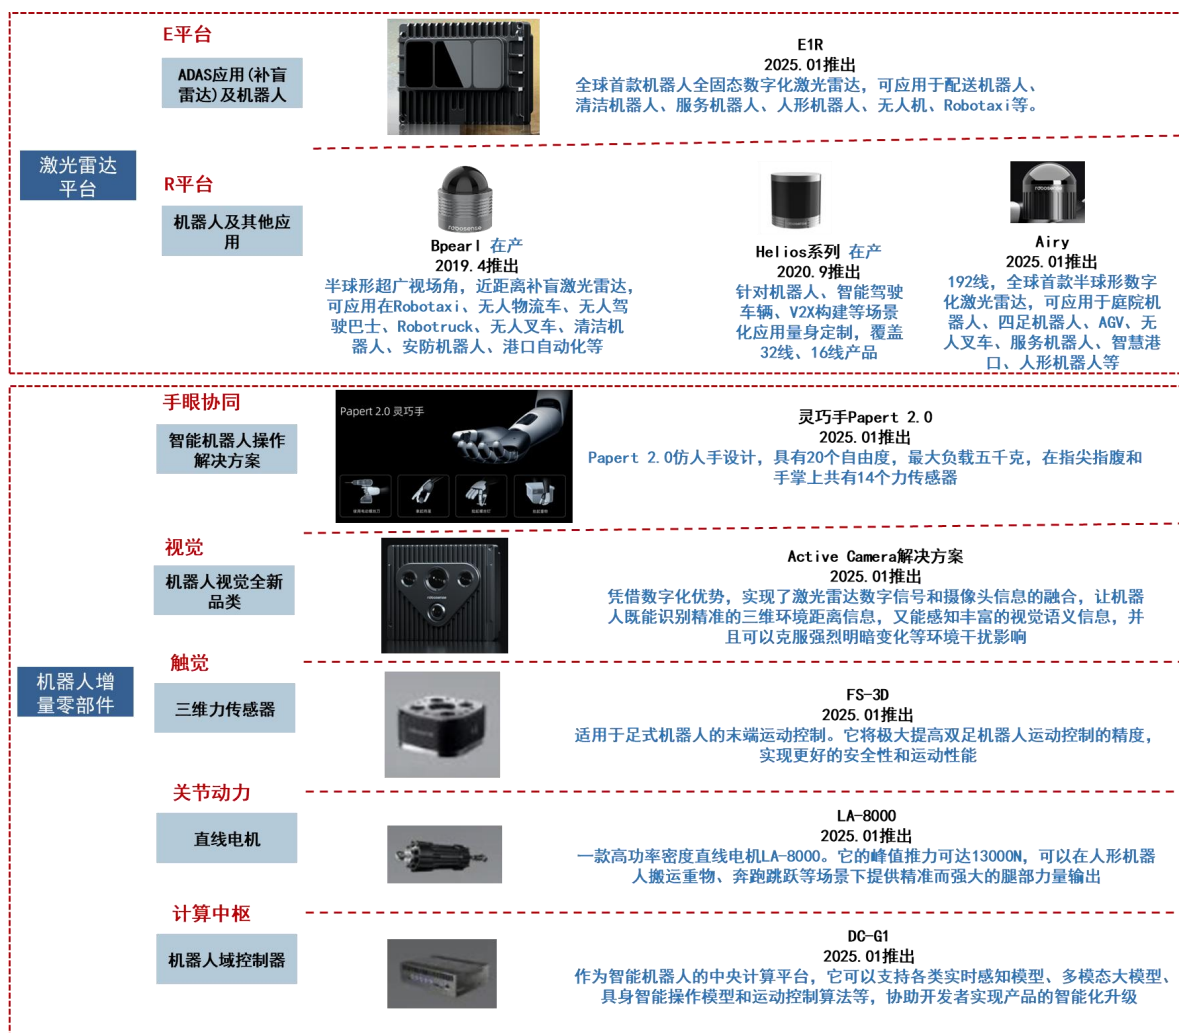 E平台
ADAS应用(补盲
雷达)及机器人
E1R
2025.01推出
全球首款机器人全固态数字化激光雷达，可应用于配送机器人、
清洁机器人、服务机器人、人形机器人、无人机、Robotaxi等。
激光雷达
平台
R平台
机器人及其他应
用
robosense
Bpearl 在产
2019.4推出
半球形超广视场角，近距离补盲激光雷达，
可应用在Robotaxi、无人物流车、无人驾
驶巴士、Robotruck、无人叉车、清洁机
器人、安防机器人、港口自动化等
robosense
Helios系列 在产
2020.9推出
针对机器人、智能驾驶
车辆、V2X构建等场景
化应用量身定制，覆盖
32线、16线产品
robosense
Airy
2025.01推出
192线，全球首款半球形数字
化激光雷达，可应用于庭院机
器人、四足机器人、AGV、无
人叉车、服务机器人、智慧港
口、人形机器人等
手眼协同
智能机器人操作
解决方案
Papert 2.0 灵巧手
灵巧手Papert 2.0
2025.01推出
Papert 2.0仿人手设计，具有20个自由度，最大负载五千克，在指尖指腹和
手掌上共有14个力传感器
视觉
机器人视觉全新
品类
robosense
Active Camera解决方案
2025.01推出
凭借数字化优势，实现了激光雷达数字信号和摄像头信息的融合，让机器
人既能识别精准的三维环境距离信息，又能感知丰富的视觉语义信息，并
且可以克服强烈明暗变化等环境干扰影响
机器人增
量零部件
触觉
三维力传感器
FS-3D
2025.01推出
适用于足式机器人的末端运动控制。它将极大提高双足机器人运动控制的精度，
实现更好的安全性和运动性能
关节动力
直线电机
LA-8000
2025.01推出
一款高功率密度直线电机LA-8000。它的峰值推力可达13000N，可以在人形机器
人搬运重物、奔跑跳跃等场景下提供精准而强大的腿部力量输出
计算中枢
机器人域控制器
DC-G1
2025.01推出
作为智能机器人的中央计算平台，它可以支持各类实时感知模型、多模态大模型、
具身智能操作模型和运动控制算法等，协助开发者实现产品的智能化升级